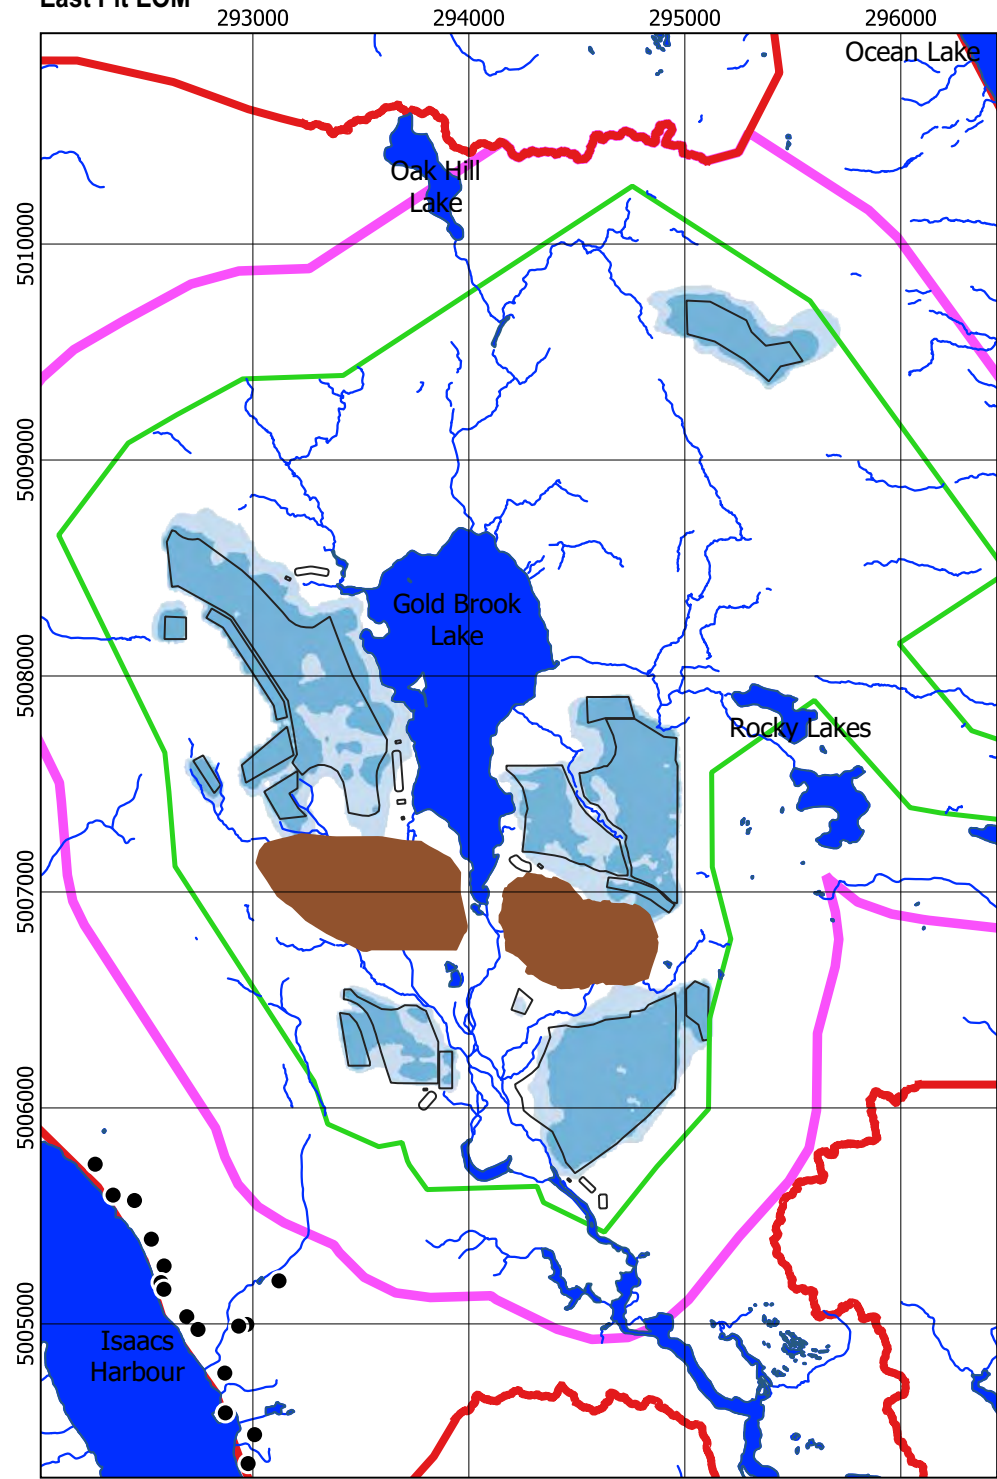 East Pit EOM
293000 294000 295000 296000
Ocean Lake
Oak Hill
Lake
5010000
5009000
Gold Brook
Lake
5008000
Rocky Lakes
5007000
5006000
5005000
Isaacs
Harbour